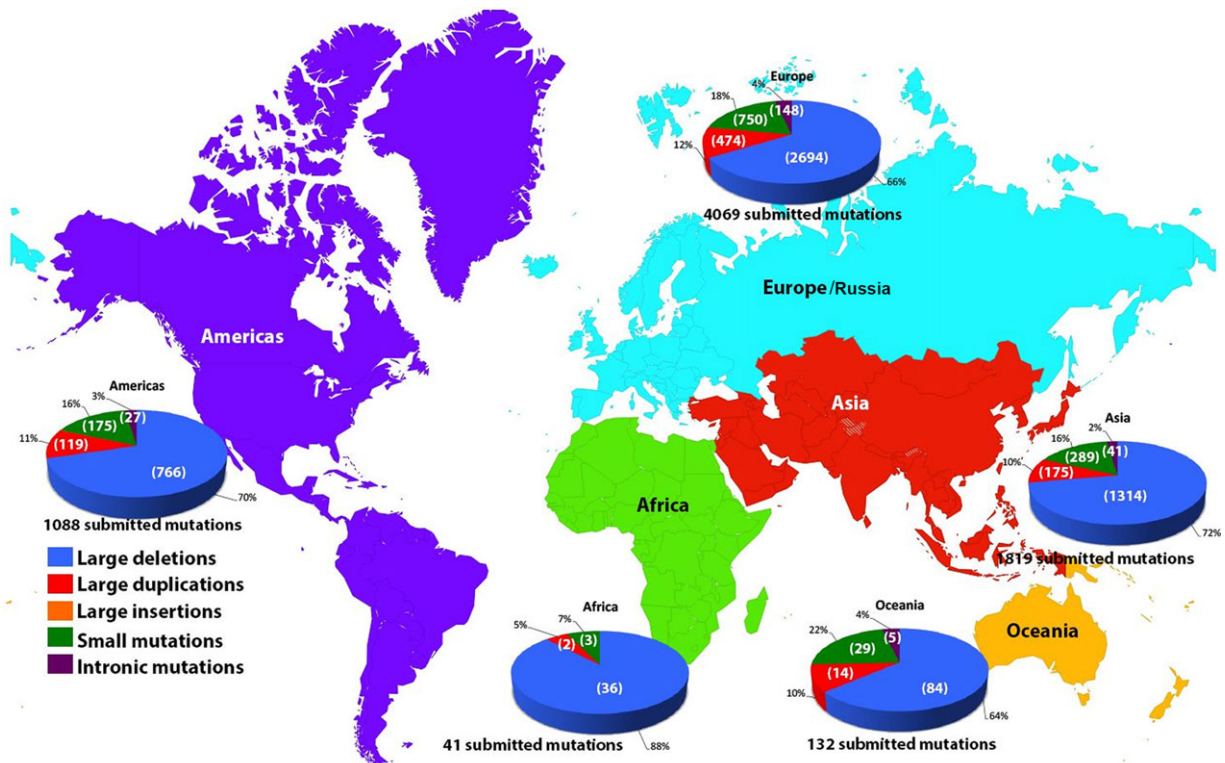 Europe
4%
18%
(148)
(750)
(474)
12%
(2694)
66%
4069 submitted mutations
Europe/Russia
Americas
Asia
Africa
Oceania
Americas
3%
16%
(27)
(175)
11%
(119)
(766)
70%
1088 submitted mutations
Asia
2%
16%
(41)
(289)
10%
(175)
(1314)
72%
1819 submitted mutations
Large deletions
Large duplications
Large insertions
Small mutations
Intronic mutations
Africa
7%
5%
(3)
(2)
(36)
88%
41 submitted mutations
Oceania
4%
22%
(5)
(29)
(14)
10%
(84)
64%
132 submitted mutations